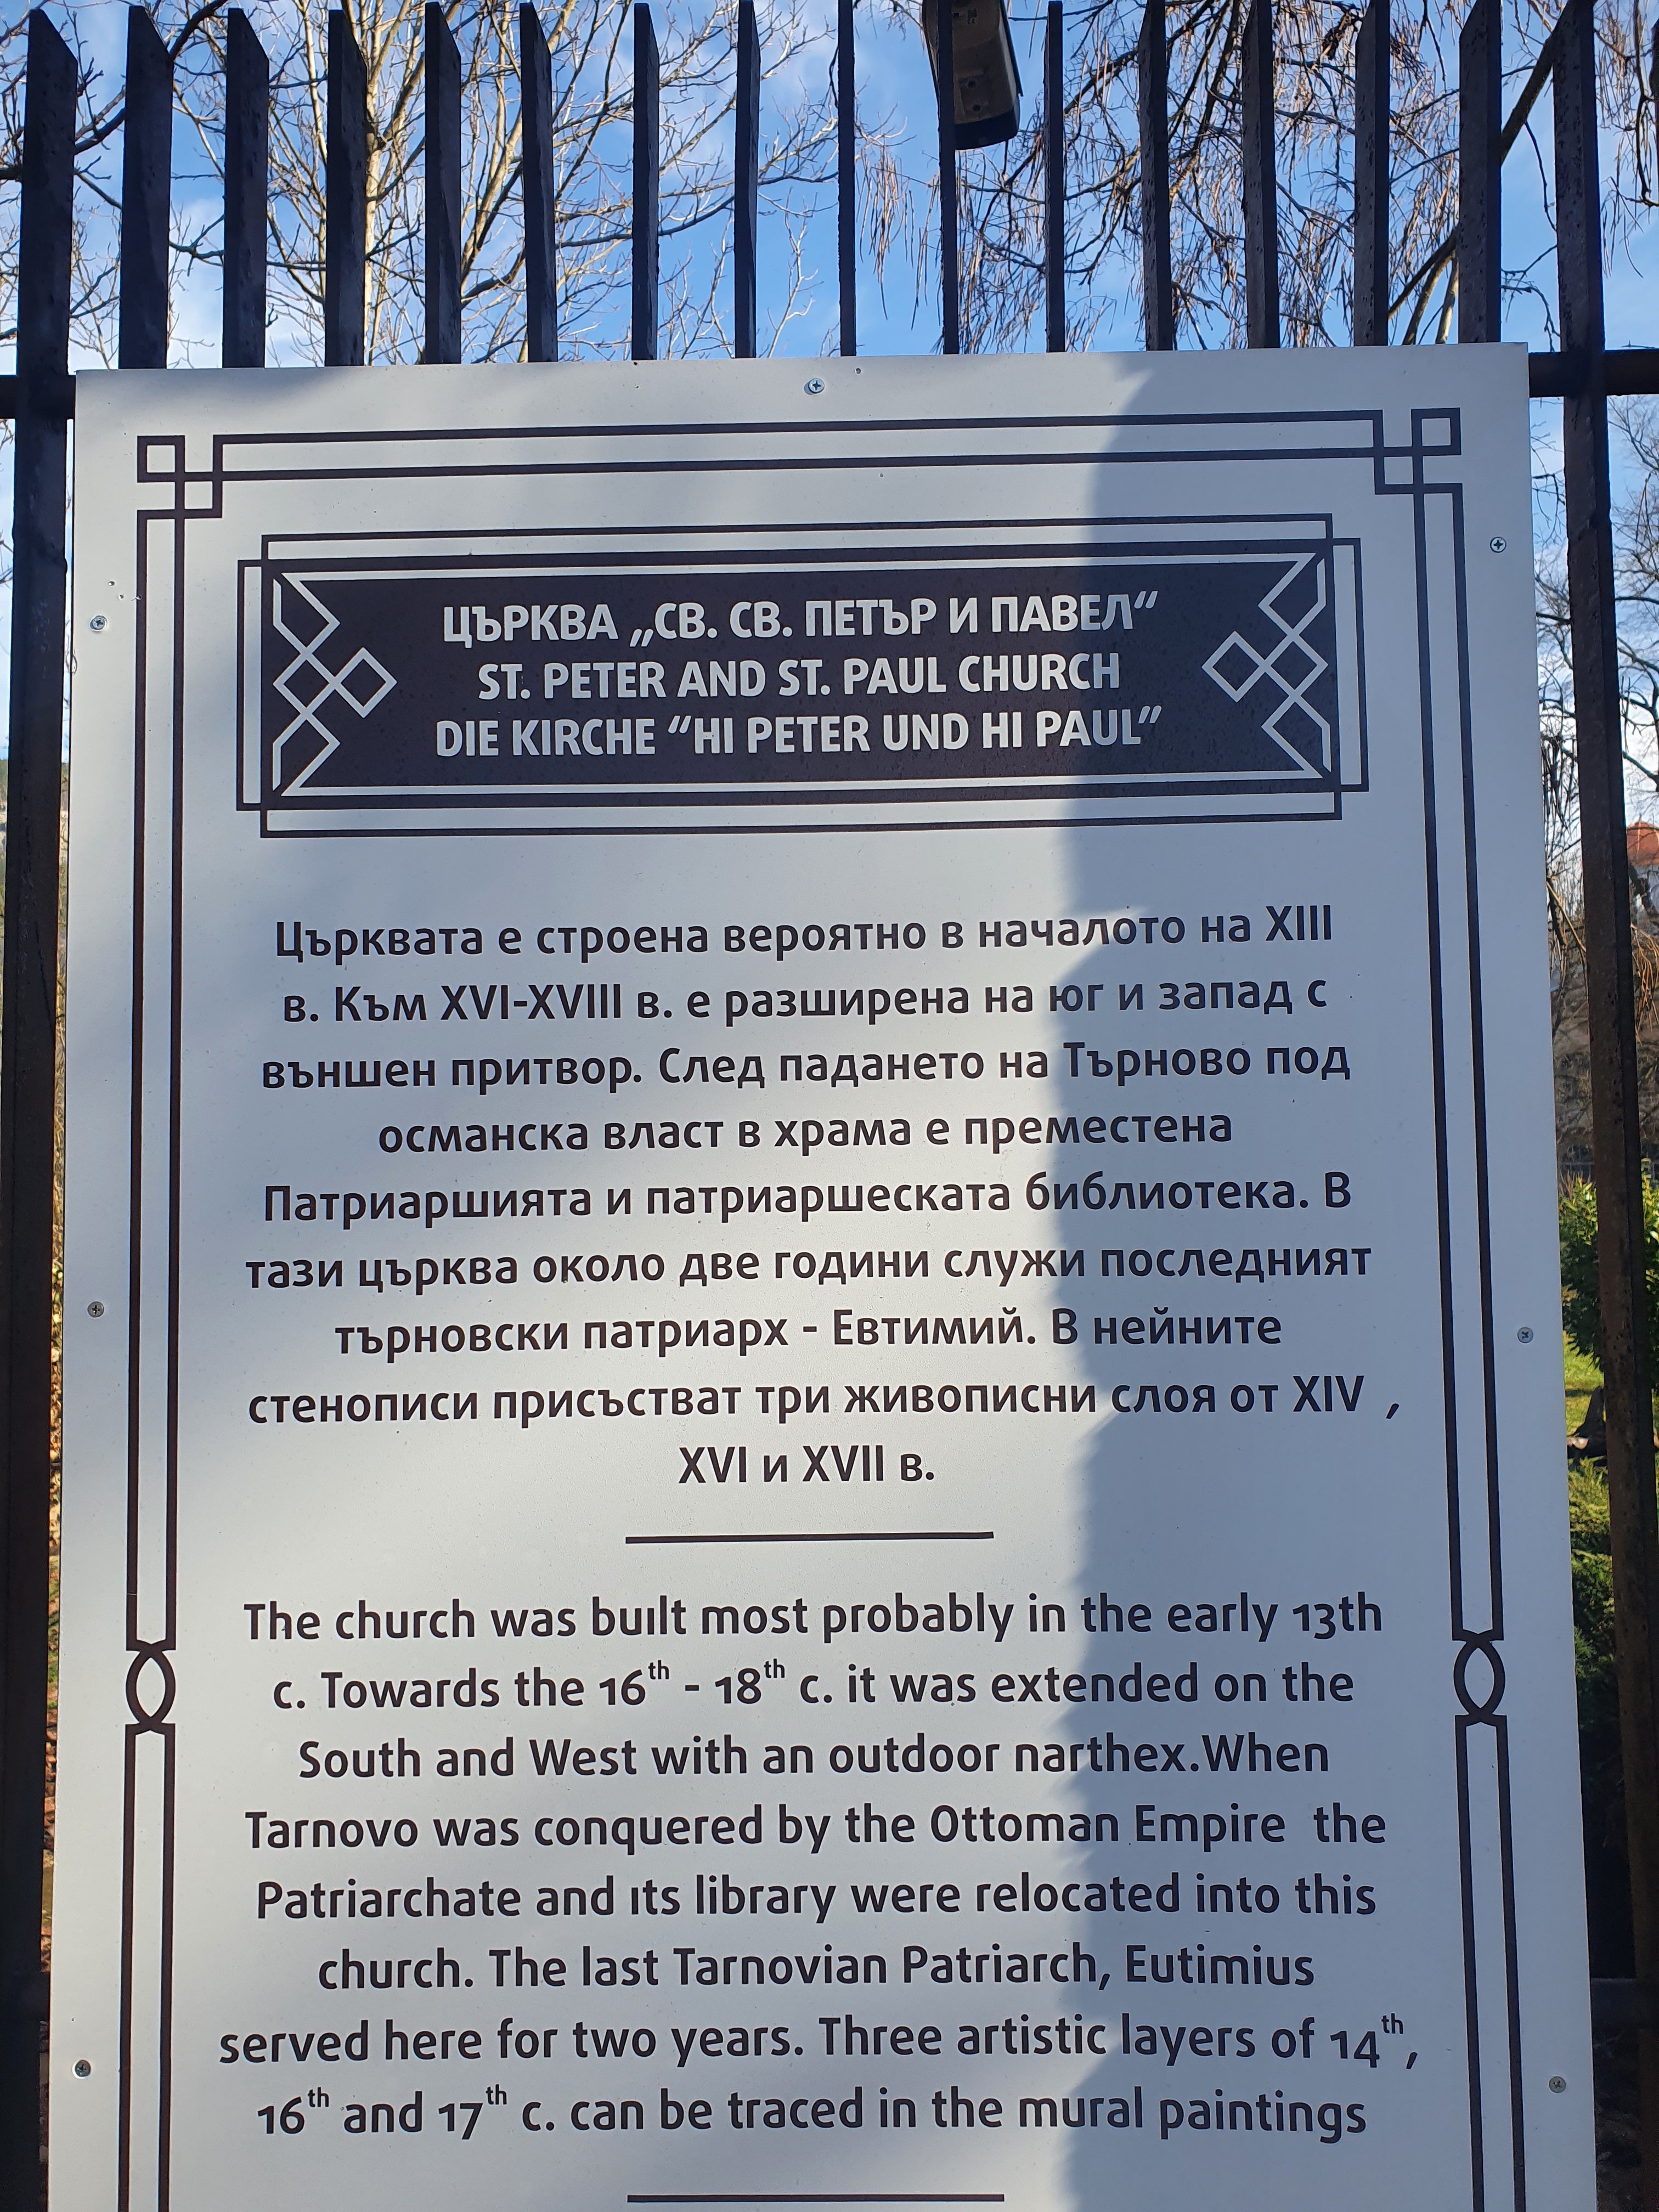 ЦЪРКВА „СВ. СВ. ПЕТЪР И ПАВЕЛ“
ST. PETER AND ST. PAUL CHURCH
DIE KIRCHE “HI PETER UND HI PAUL”
Църквата е строена вероятно в началото на XIII
в. Към XVI-XVIII в. е разширена на юг и запад с
външен притвор. След падането на Търново под
османска власт в храма е преместена
Патриаршията и патриаршеската библиотека. В
тази църква около две години служи последният
търновски патриарх - Евтимий. В нейните
стенописи присъстват три живописни слоя от XIV ,
XVI и XVII в.
The church was built most probably in the early 13th
c. Towards the 16th - 18th c. it was extended on the
South and West with an outdoor narthex.When
Tarnovo was conquered by the Ottoman Empire the
Patriarchate and its library were relocated into this
church. The last Tarnovian Patriarch, Eutimius
served here for two years. Three artistic layers of 14th,
16th and 17th c. can be traced in the mural paintings